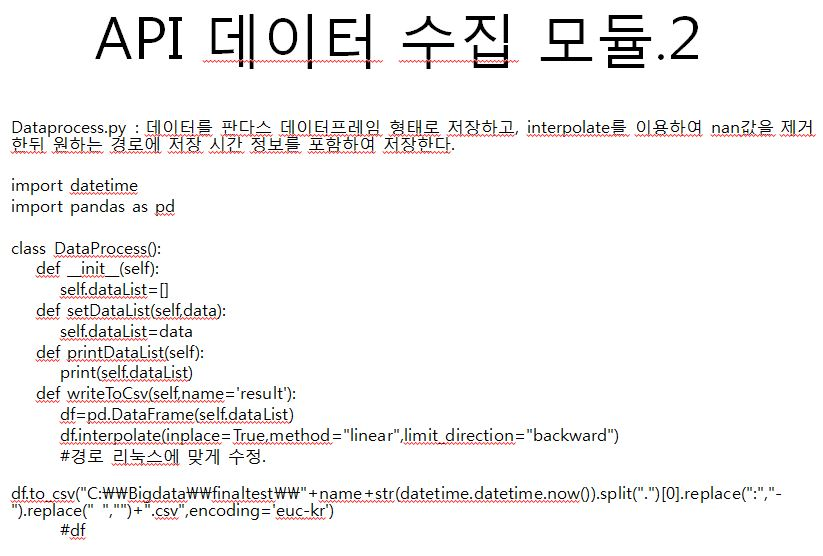 API 데이터 수집 모듈.2
Dataprocess.py : 데이터를 판다스 데이터프레임 형태로 저장하고, interpolate를 이용하여 nan값을 제거
한뒤 원하는 경로에 저장 시간 정보를 포함하여 저장한다.
import datetime
import pandas as pd
class DataProcess():
def __init__(self):
self.dataList=[]
def setDataList(self,data):
self.dataList=data
def printDataList(self):
print(self.dataList)
def writeToCsv(self,name='result'):
df=pd.DataFrame(self.dataList)
df.interpolate(inplace=True,method="linear",limit_direction="backward")
#경로 리눅스에 맞게 수정.
df.to_csv("C:₩₩Bigdata₩₩finaltest₩₩"+name+str(datetime.datetime.now()).split(".")[0].replace(":","-
").replace(" ","")+".csv",encoding='euc-kr')
#df